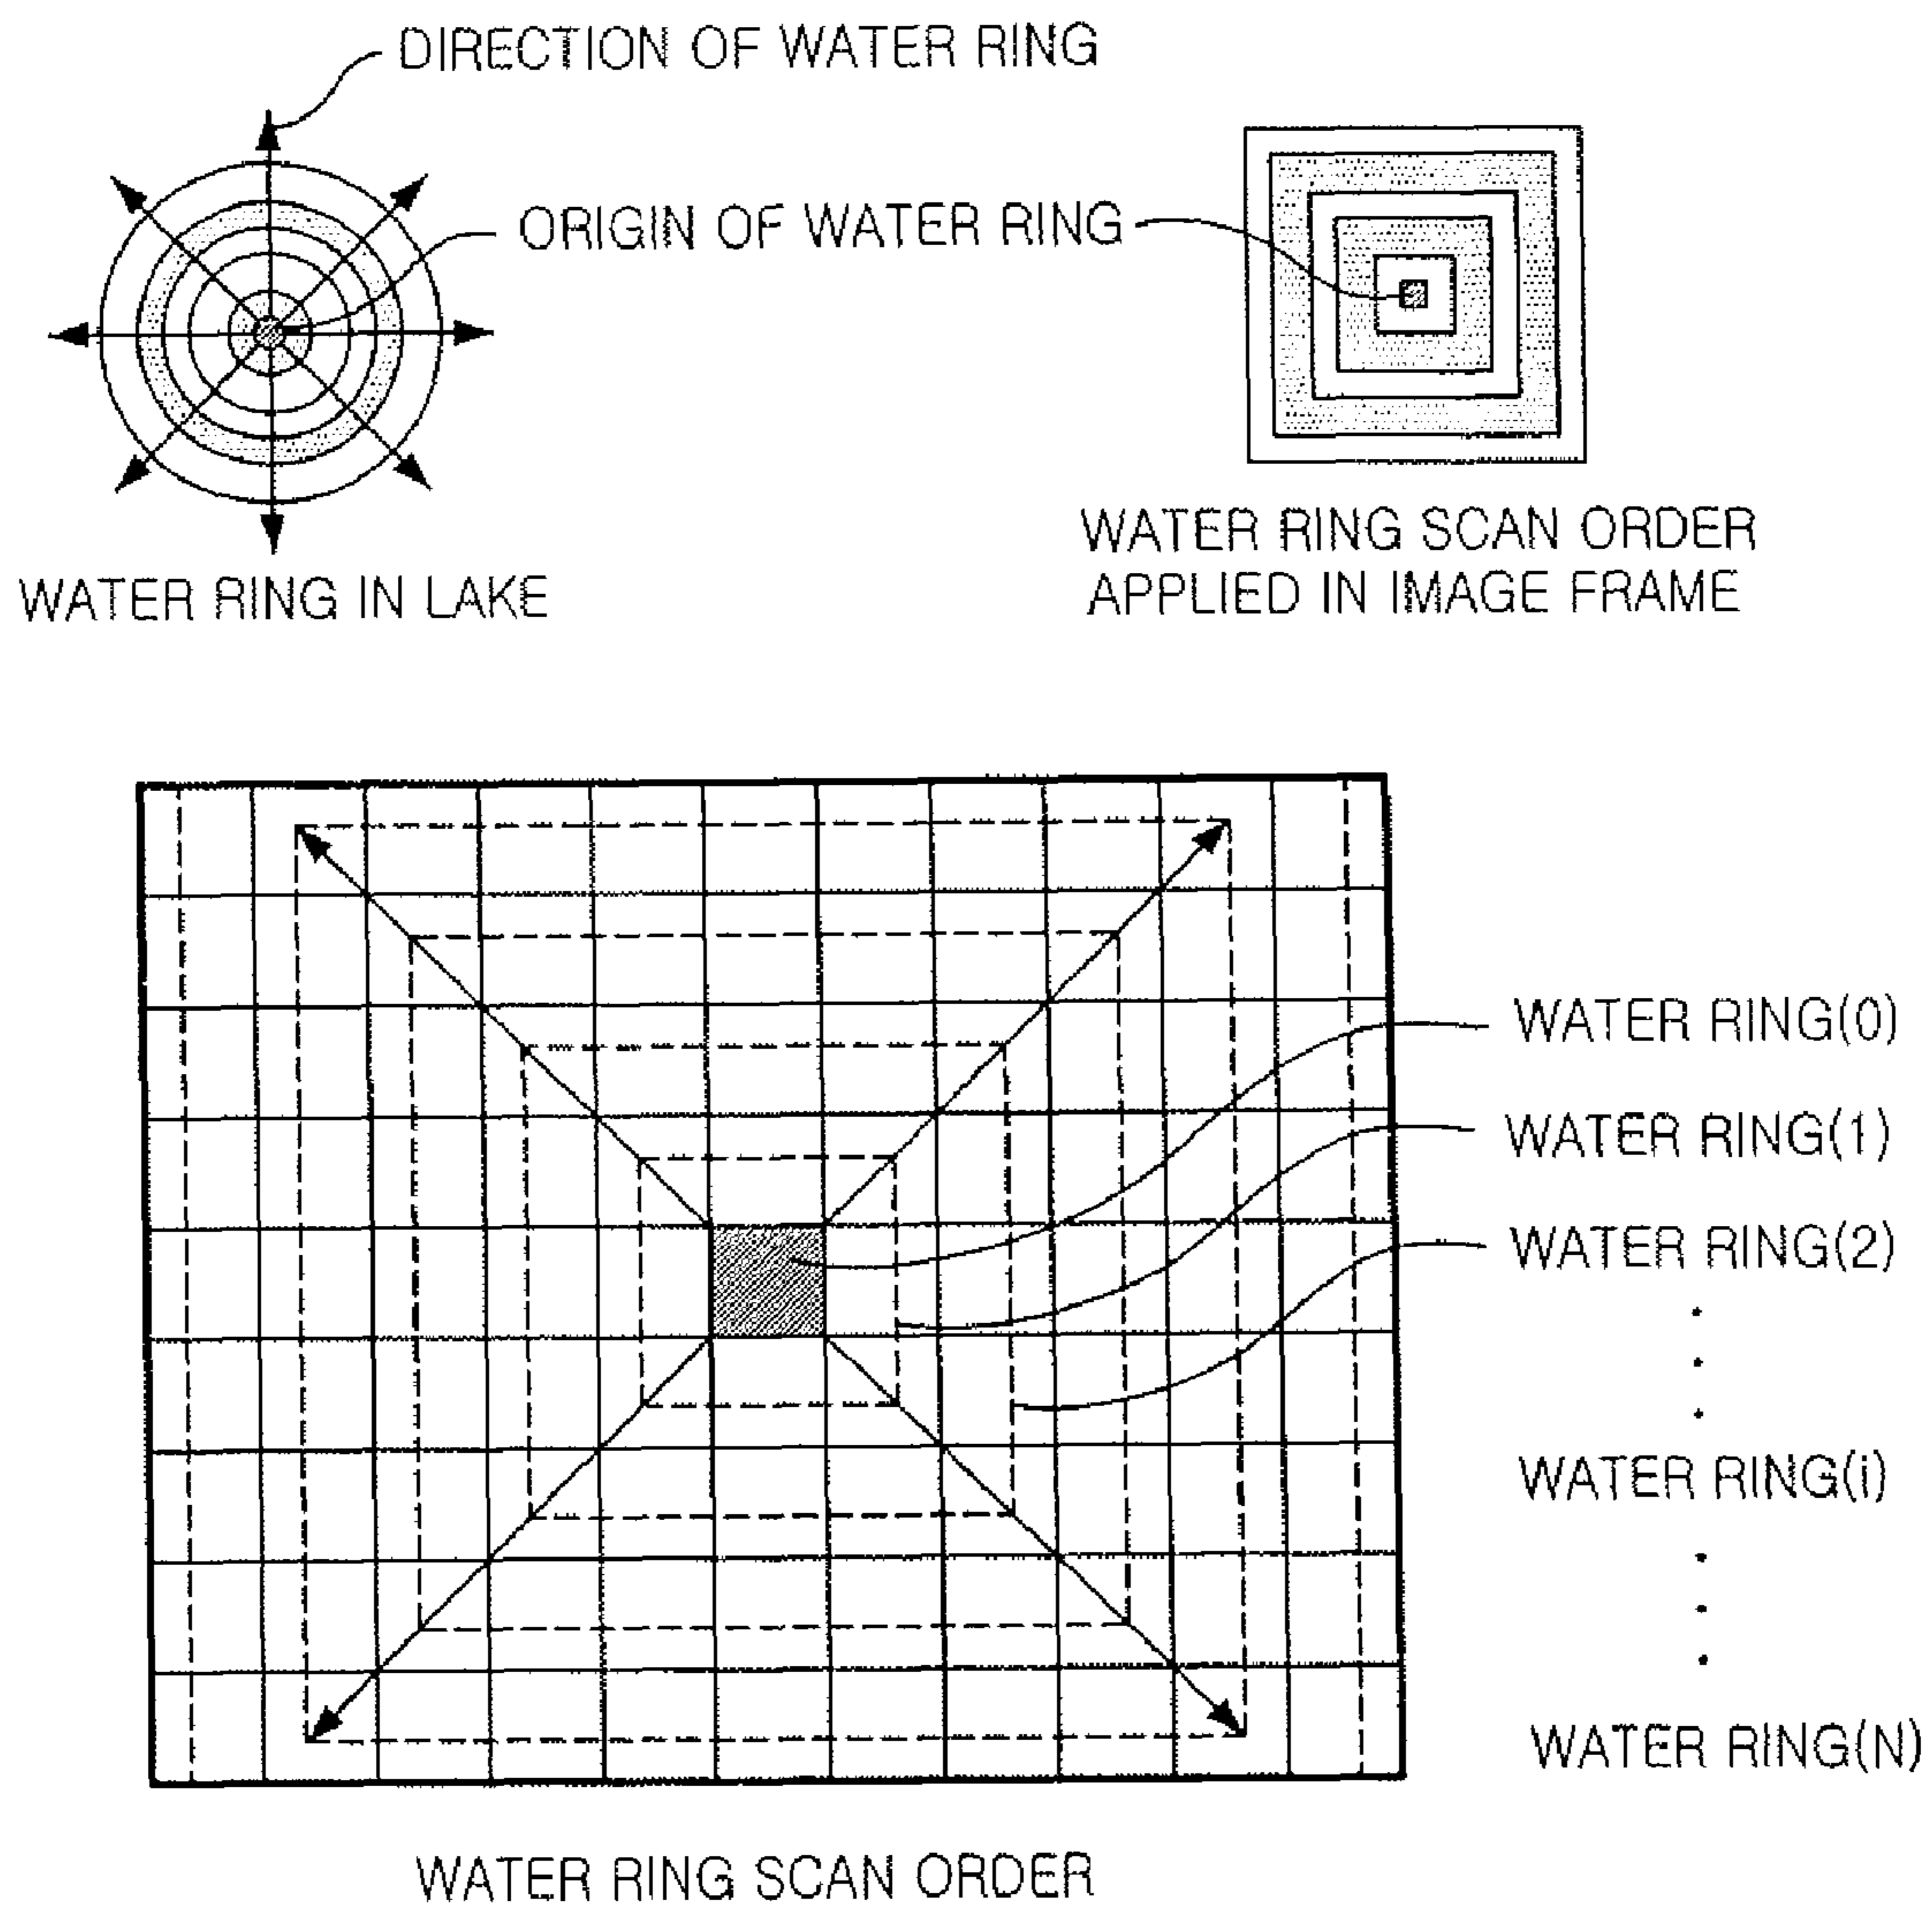 DIRECTION OF WATER RING
ORIGIN OF WATER RING
WATER RING IN LAKE
WATER RING SCAN ORDER
APPLIED IN IMAGE FRAME
WATER RING(0)
WATER RING(1)
WATER RING(2)
WATER RING(i)
WATER RING(N)
WATER RING SCAN ORDER